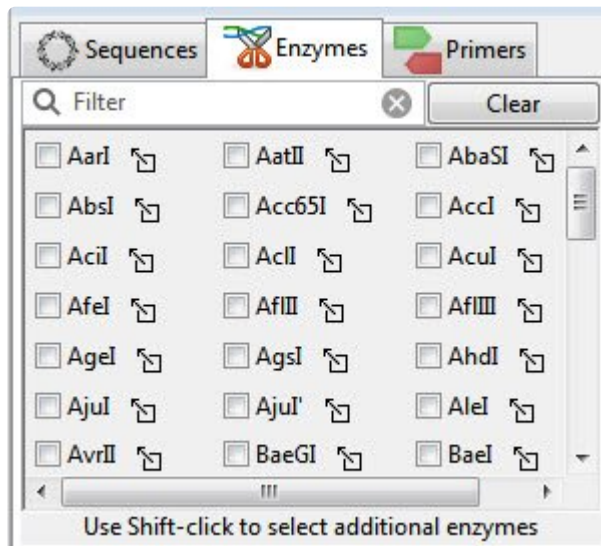 Sequences Enzymes Primers
Filter Clear
AarI AatII AbaSI
AbsI Acc65I AccI
AciI AclI AcuI
AfeI AflII AflIII
AgeI AgsI AhdI
AjuI AjuI' AleI
AvrII BaeGI BaeI
Use Shift-click to select additional enzymes